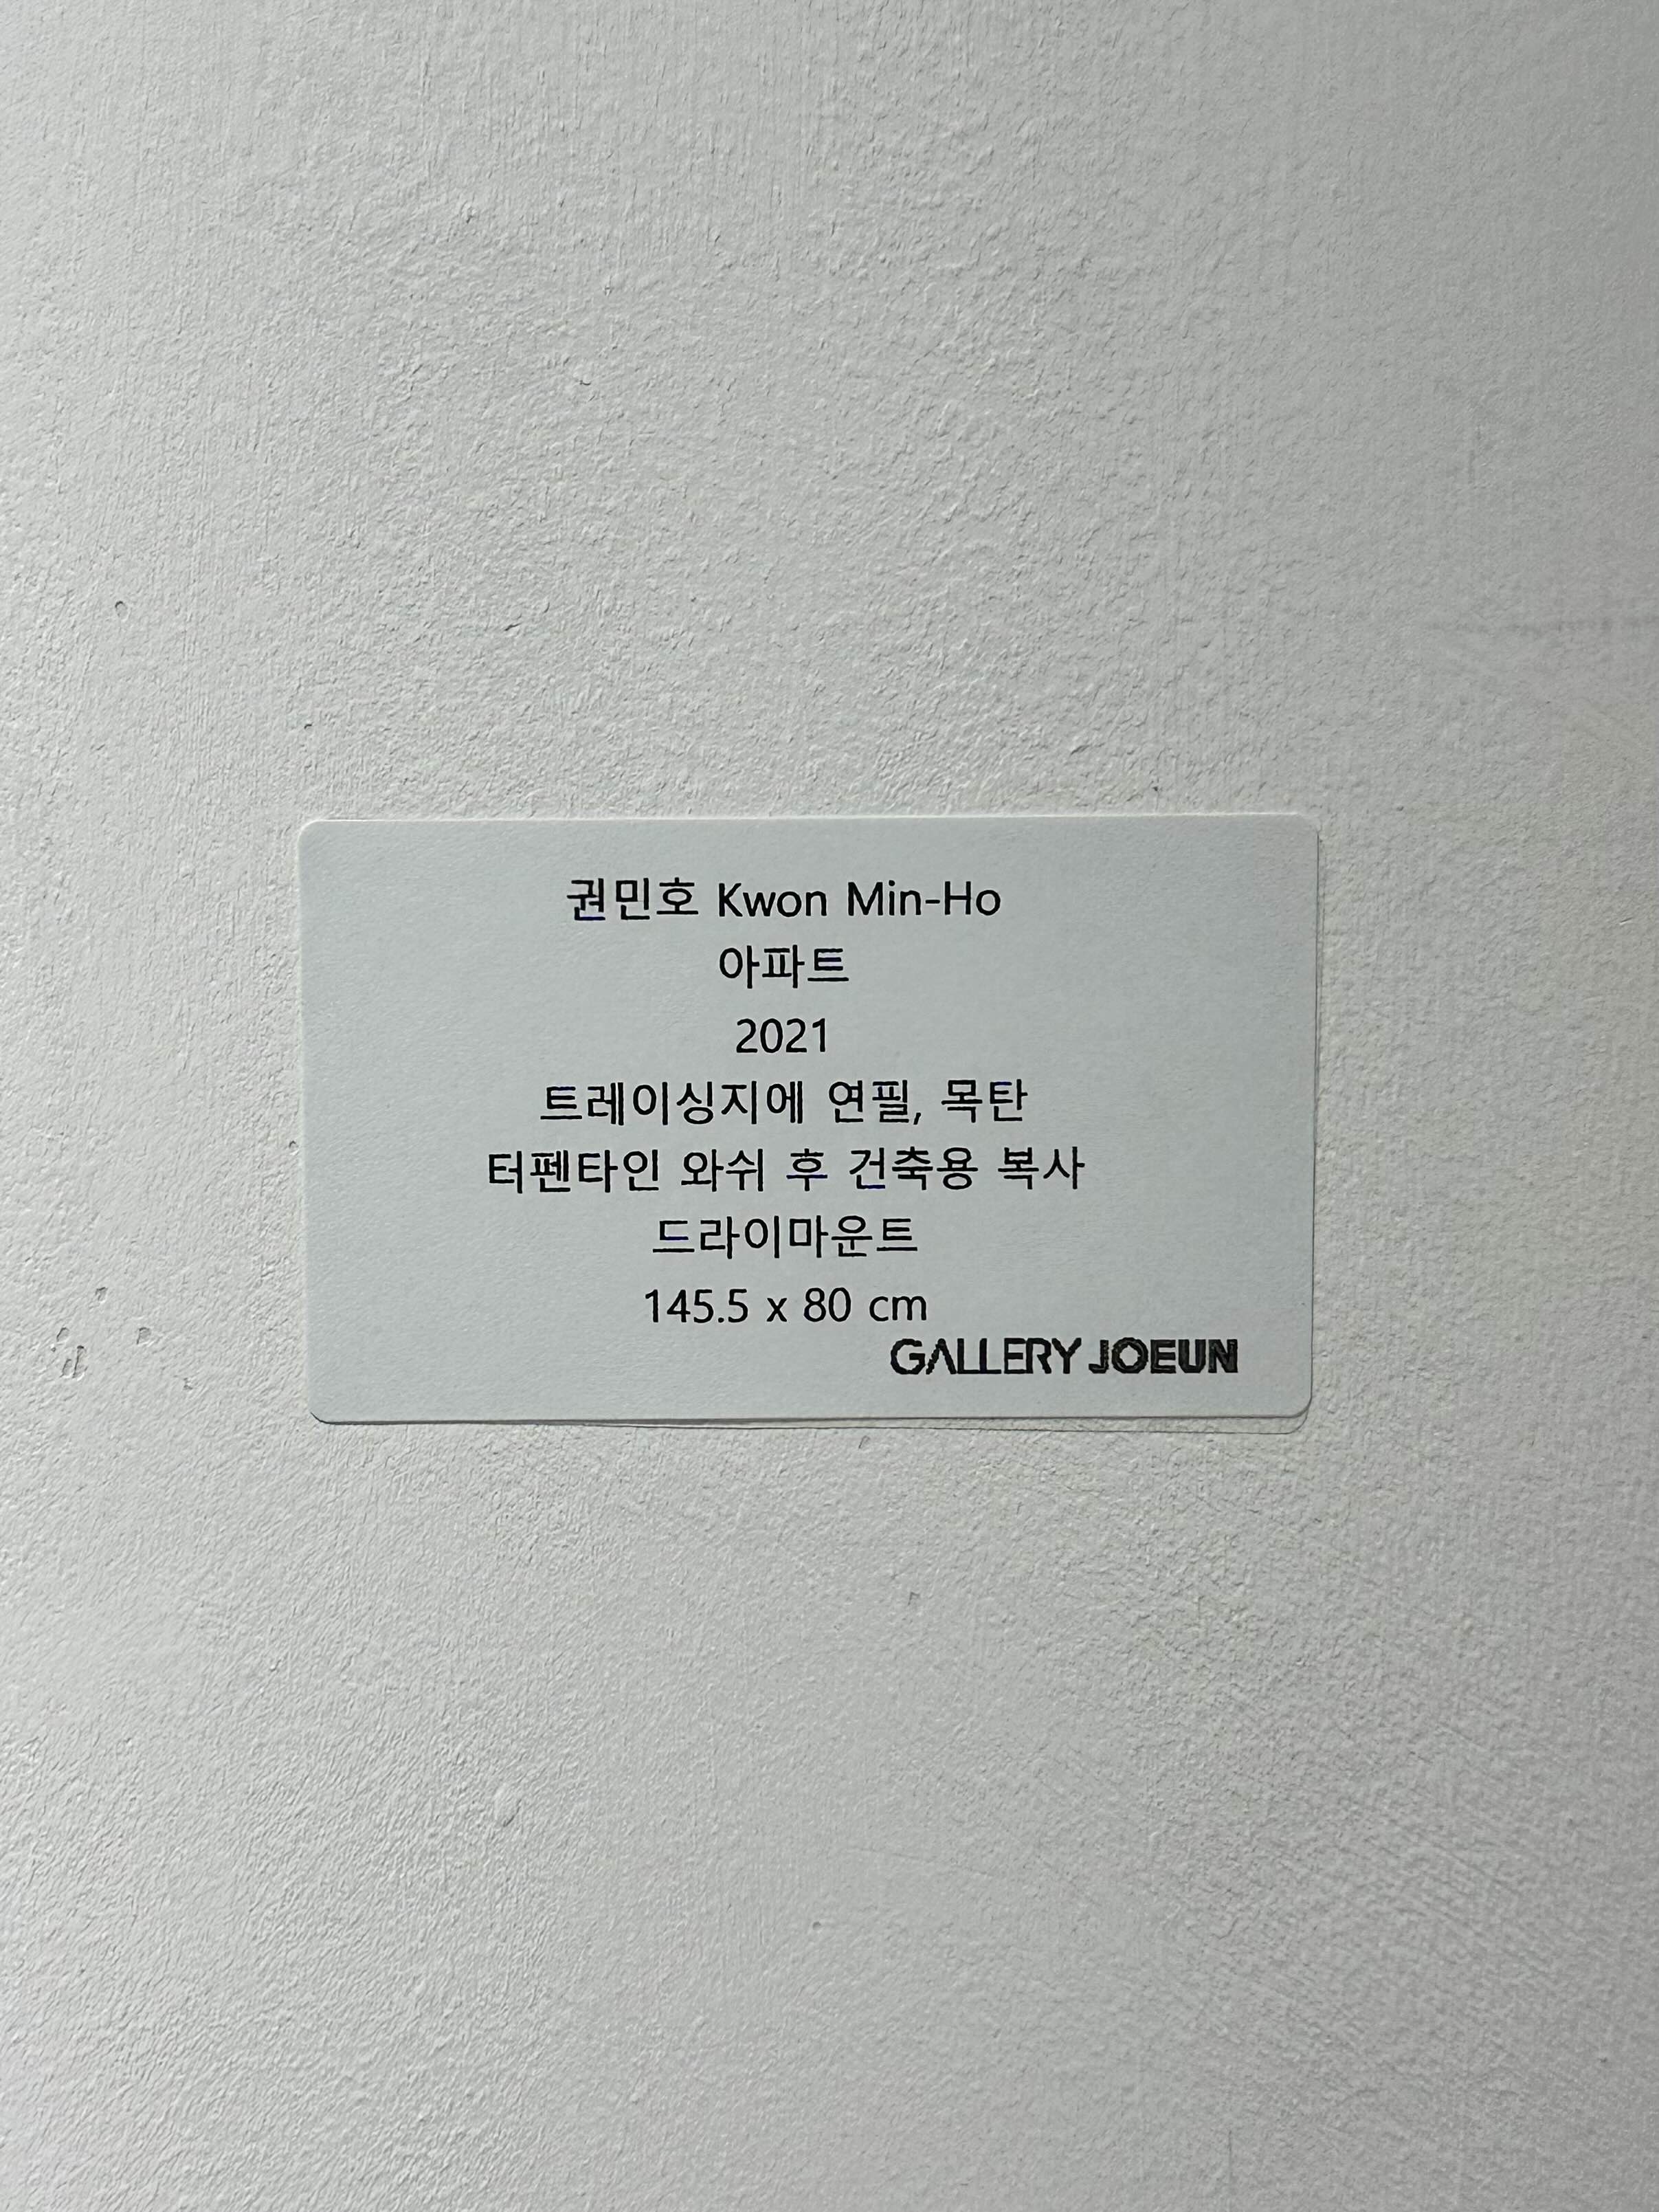 권민호 Kwon Min-Ho
아파트
2021
트레이싱지에 연필, 목탄
터펜타인 와쉬 후 건축용 복사
드라이마운트
145.5 x 80 cm
GALLERY JOEUN